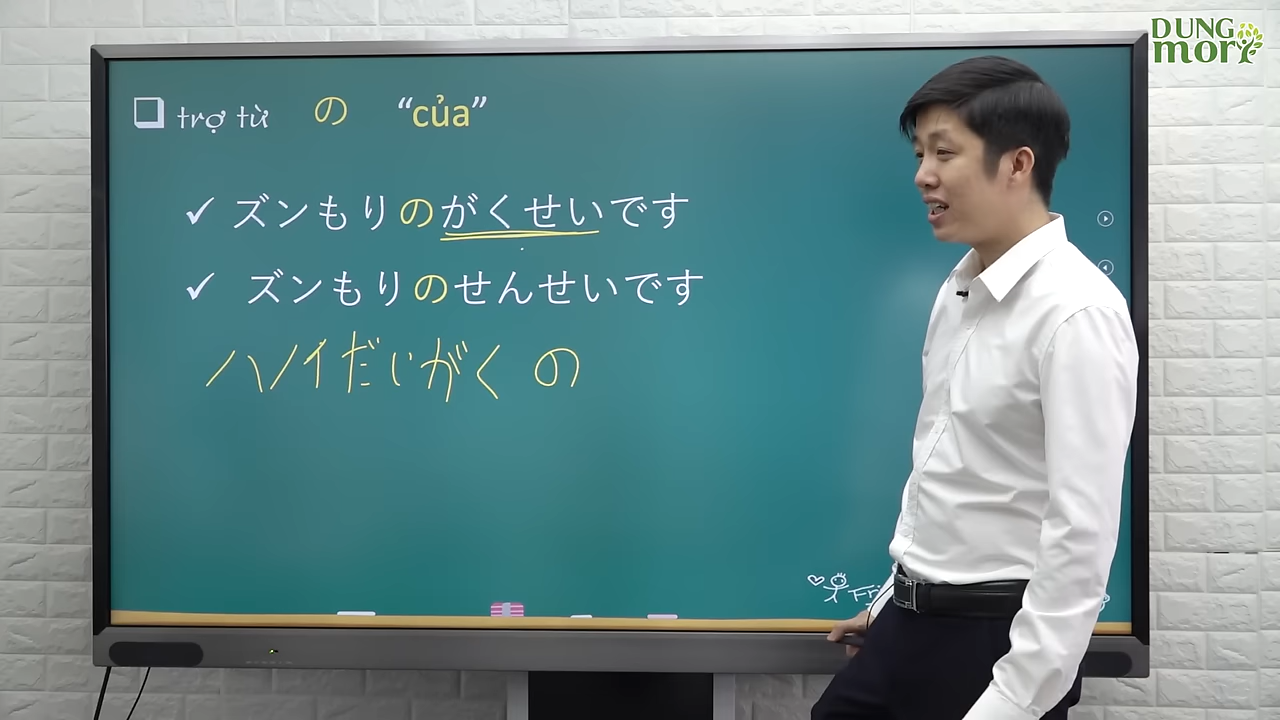 DUNG
mori
trợ từ の “của”
ズンもりのがくせいです
ズンもりのせんせいです
ハノイだいがく の